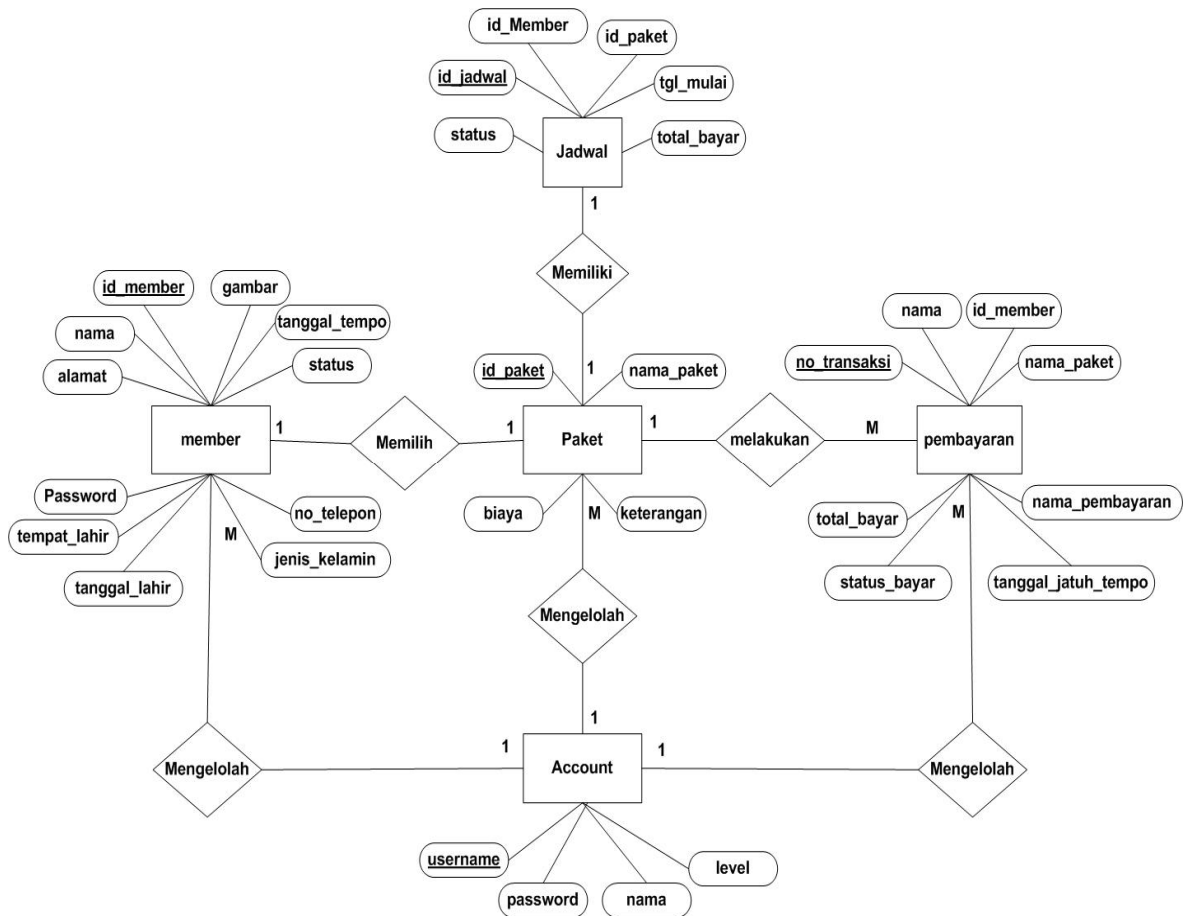 id_Member
id_paket
id_jadwal
tgl_mulai
status
total_bayar
Jadwal
1
Memiliki
id_member
gambar
nama
tanggal_tempo
alamat
status
1
id_paket
nama_paket
nama
id_member
no_transaksi
nama_paket
member
1
Memilih
1
Paket
1
melakukan
M
pembayaran
Password
no_telepon
tempat_lahir
M
jenis_kelamin
tanggal_lahir
biaya
M
keterangan
total_bayar
M
nama_pembayaran
status_bayar
tanggal_jatuh_tempo
Mengelolah
1
Mengelolah
1
Account
1
Mengelolah
username
level
password
nama